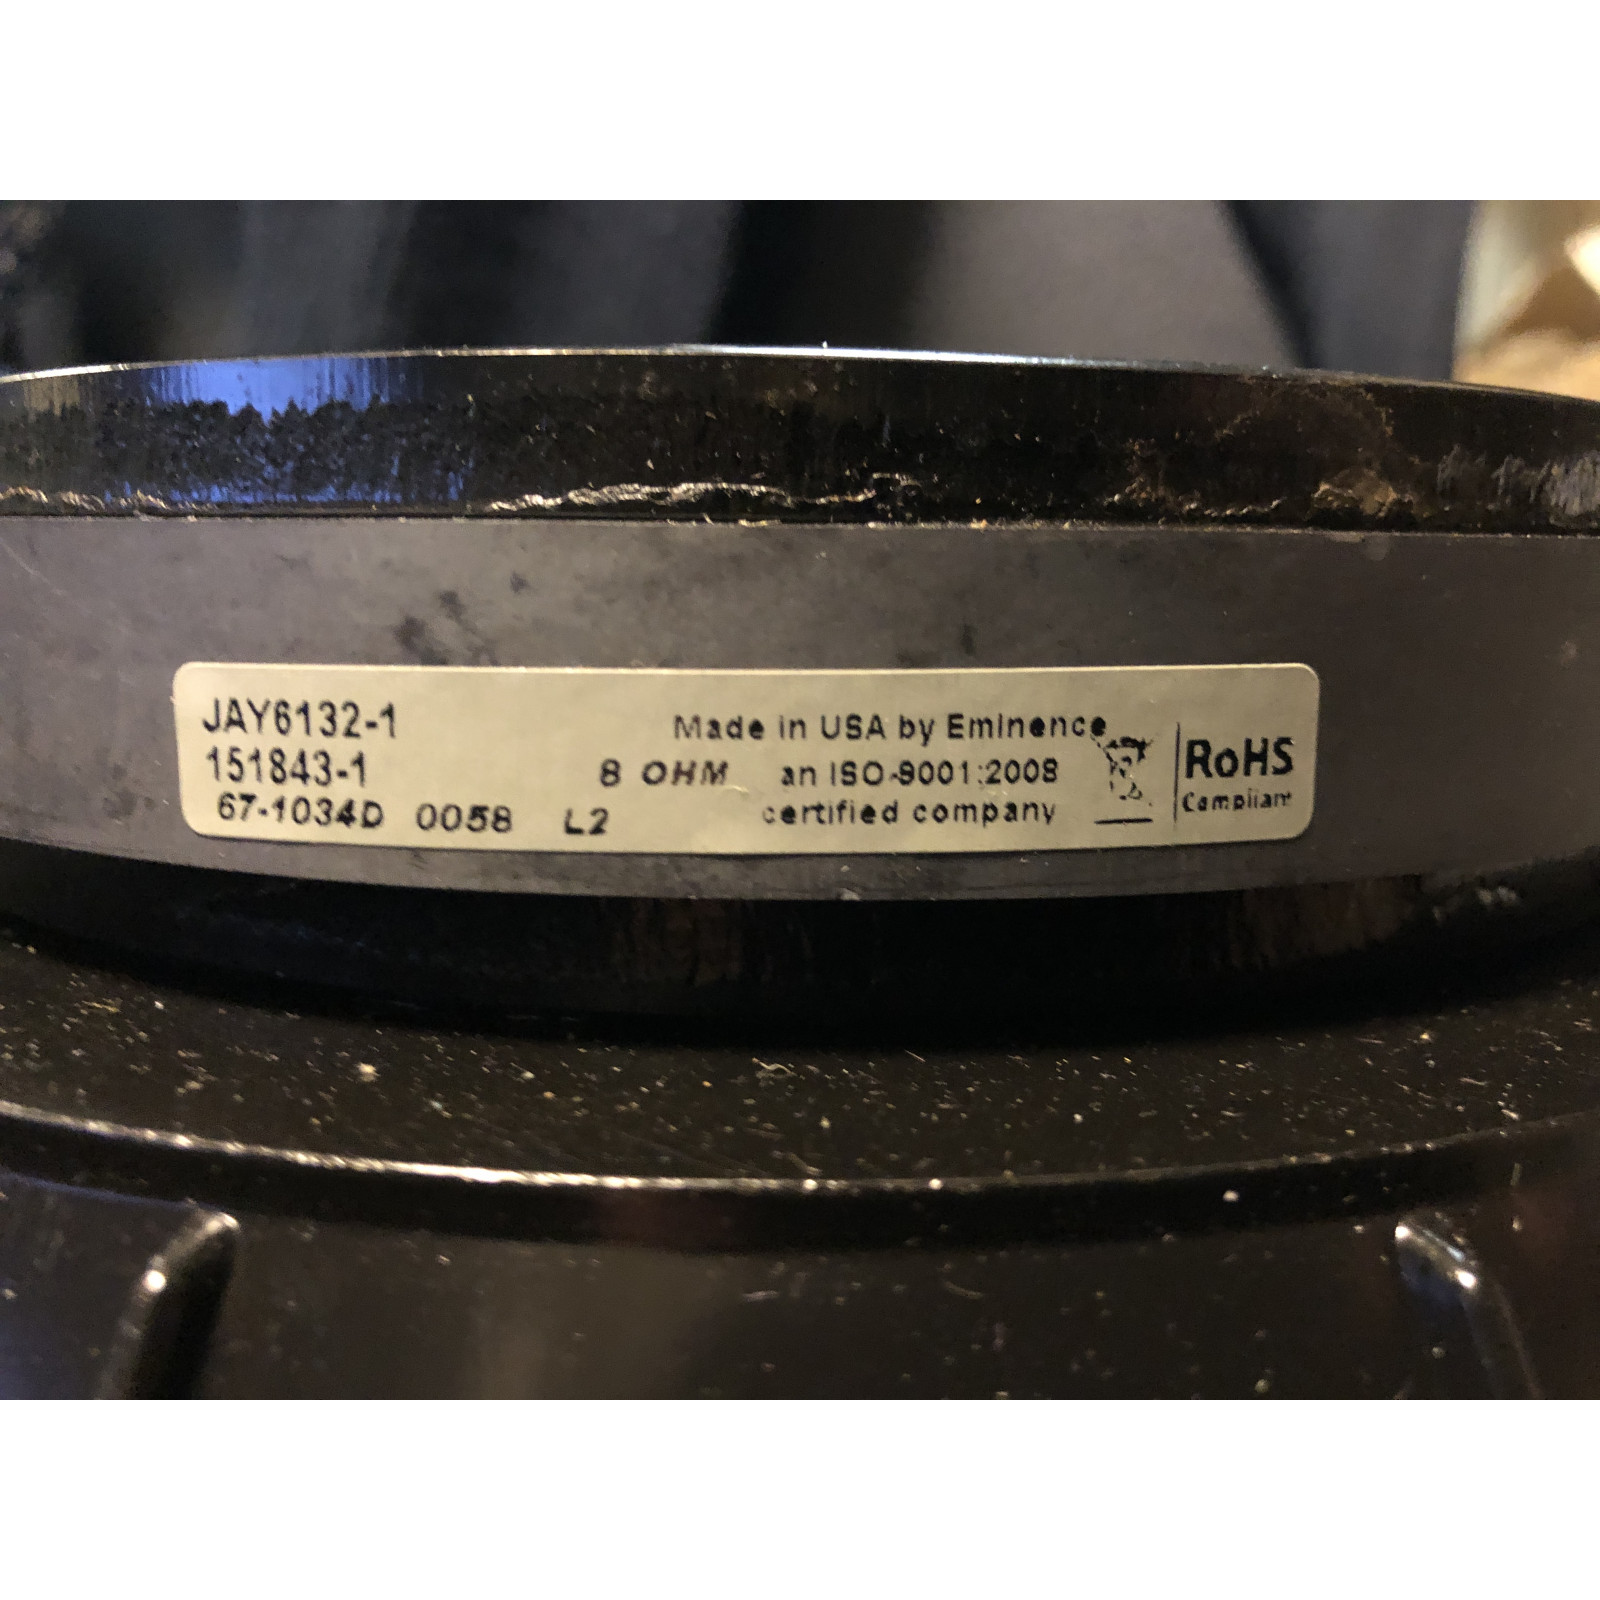 JAY6132-1
151843-1
67-1034D 0058 L2
8 OHM
Made in USA by Eminence
an ISO-9001:2008
certified company
RoHS
Compliant